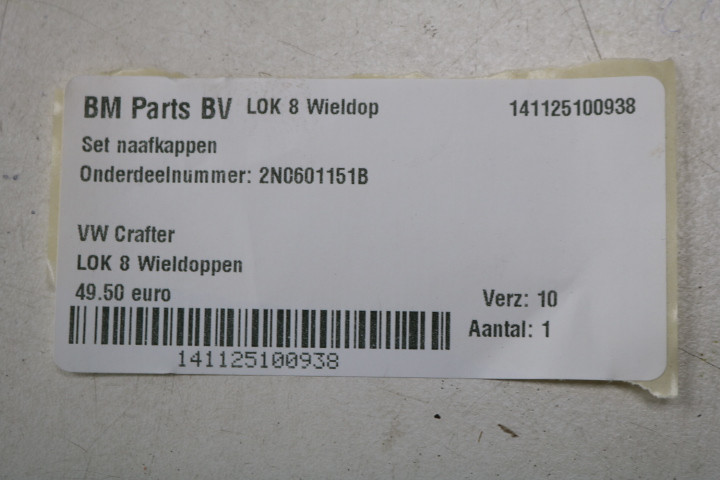 BM Parts BV LOK 8 Wieldop 141125100938
Set naafkappen
Onderdeelnummer: 2N0601151B
VW Crafter
LOK 8 Wieldoppen
49.50 euro
Verz: 10
Aantal: 1
141125100938